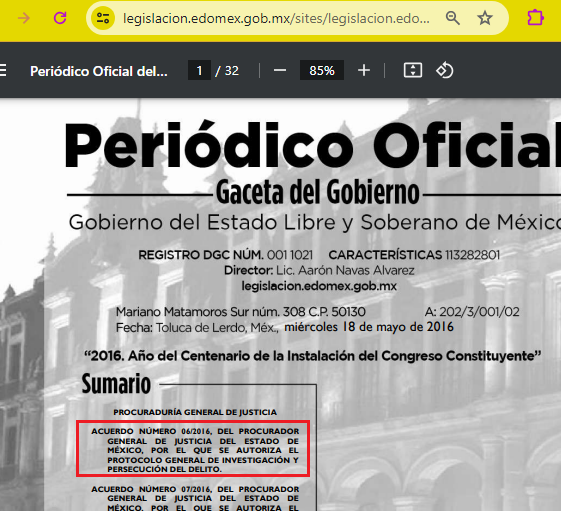 legislacion.edomex.gob.mx/sites/legislacion.edo...
Periódico Oficial del...
1 / 32
85%
Periódico Oficial
Gaceta del Gobierno
Gobierno del Estado Libre y Soberano de México
REGISTRO DGC NÚM. 001 1021 CARACTERÍSTICAS 113282801
Director: Lic. Aarón Navas Alvarez
legislacion.edomex.gob.mx
Mariano Matamoros Sur núm. 308 C.P. 50130 A: 202/3/001/02
Fecha: Toluca de Lerdo, Méx., miércoles 18 de mayo de 2016
“2016. Año del Centenario de la Instalación del Congreso Constituyente”
Sumario
PROCURADURÍA GENERAL DE JUSTICIA
ACUERDO NÚMERO 06/2016, DEL PROCURADOR
GENERAL DE JUSTICIA DEL ESTADO DE
MÉXICO, POR EL QUE SE AUTORIZA EL
PROTOCOLO GENERAL DE INVESTIGACIÓN Y
PERSECUCIÓN DEL DELITO.
ACUERDO NÚMERO 07/2016, DEL PROCURADOR
GENERAL DE JUSTICIA DEL ESTADO DE
MÉXICO, POR EL QUE SE AUTORIZA EL